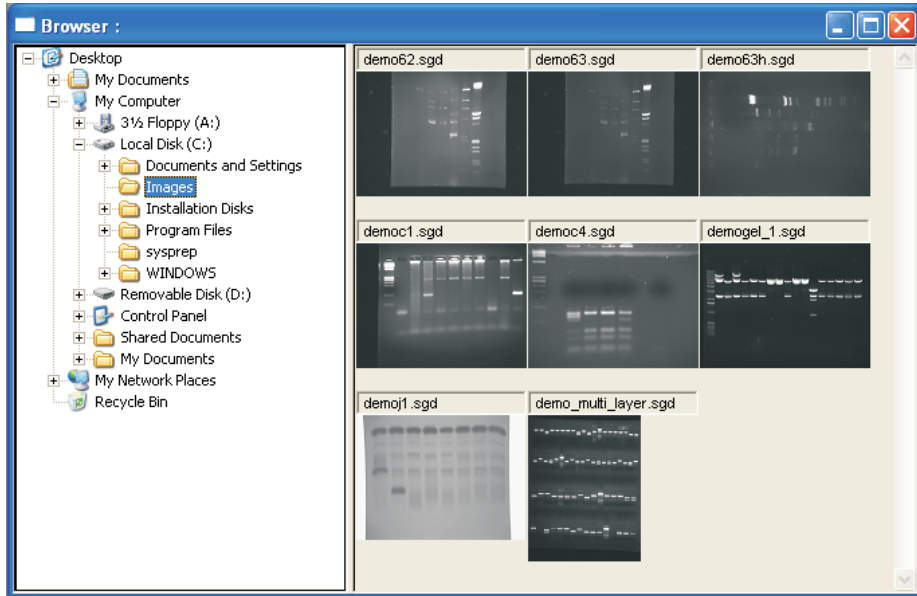 Browser :
Desktop
My Documents
My Computer
3½ Floppy (A:)
Local Disk (C:)
Documents and Settings
Images
Installation Disks
Program Files
sysprep
WINDOWS
Removable Disk (D:)
Control Panel
Shared Documents
My Documents
My Network Places
Recycle Bin
demo62.sgd
demo63.sgd
demo63h.sgd
democ1.sgd
democ4.sgd
demogel_1.sgd
demoj1.sgd
demo_multi_layer.sgd